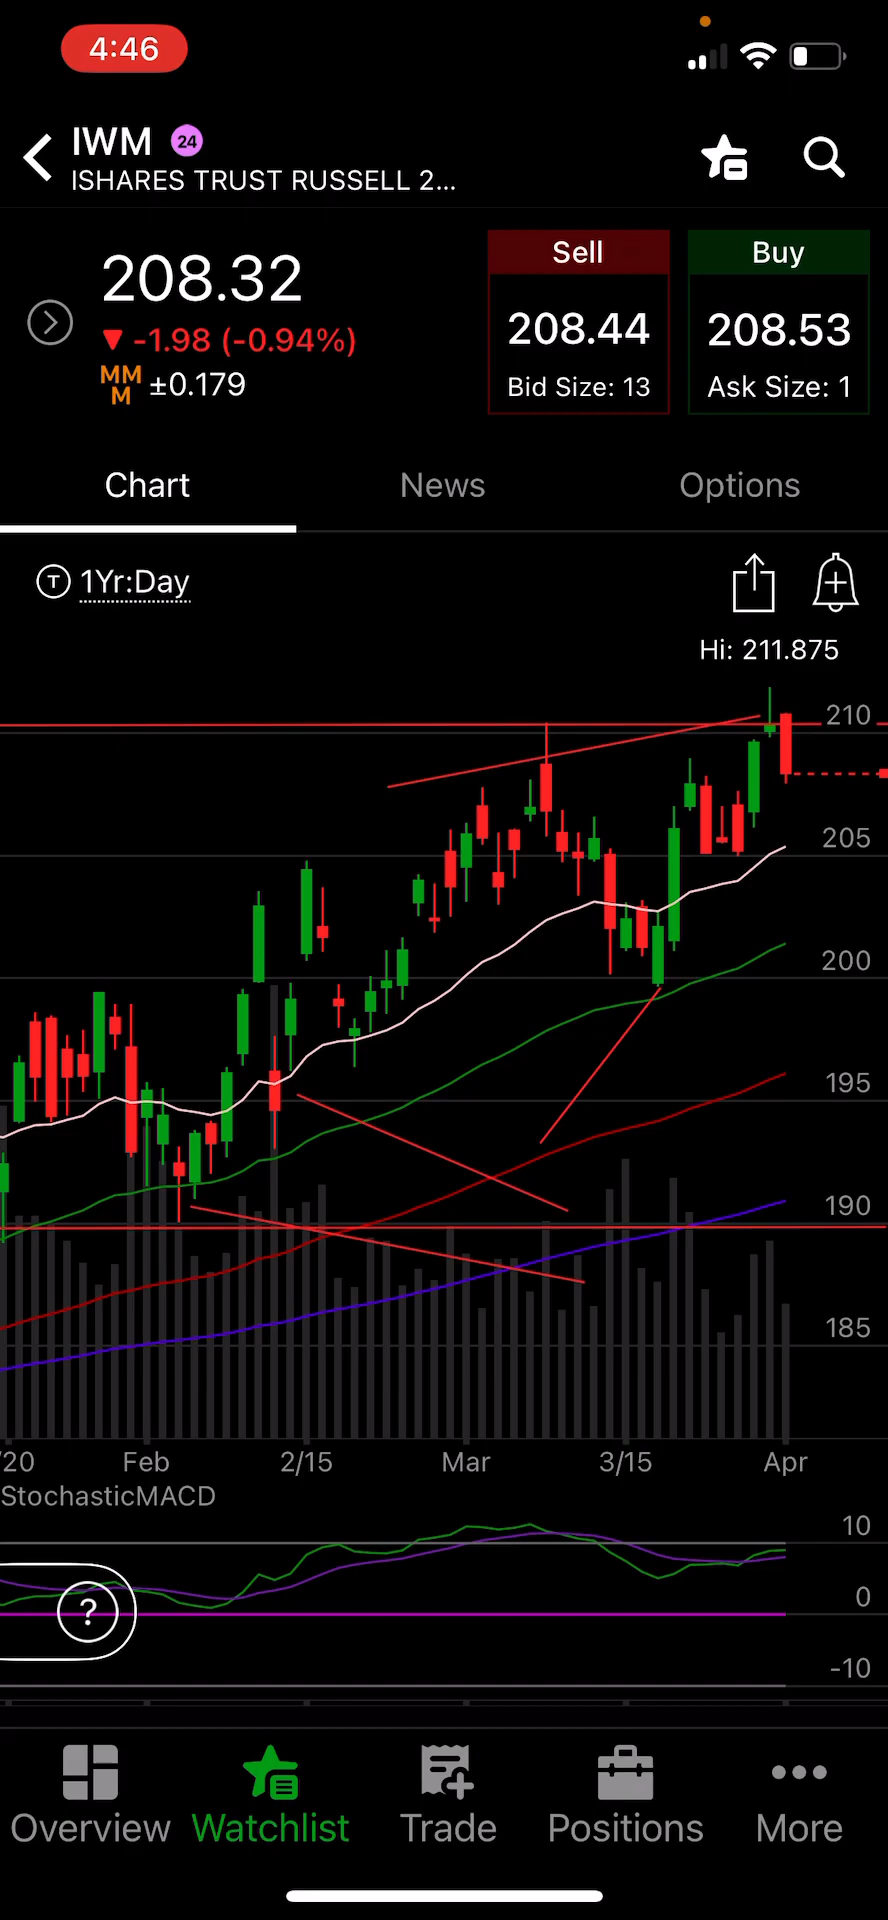 4:46
IWM 24
ISHARES TRUST RUSSELL 2...
208.32
-1.98 (-0.94%)
MM
M
±0.179
Sell
208.44
Bid Size: 13
Buy
208.53
Ask Size: 1
Chart News Options
T 1Yr:Day
Hi: 211.875
210
205
200
195
190
185
/20 Feb 2/15 Mar 3/15 Apr
StochasticMACD
10
0
?
-10
Overview Watchlist Trade Positions More